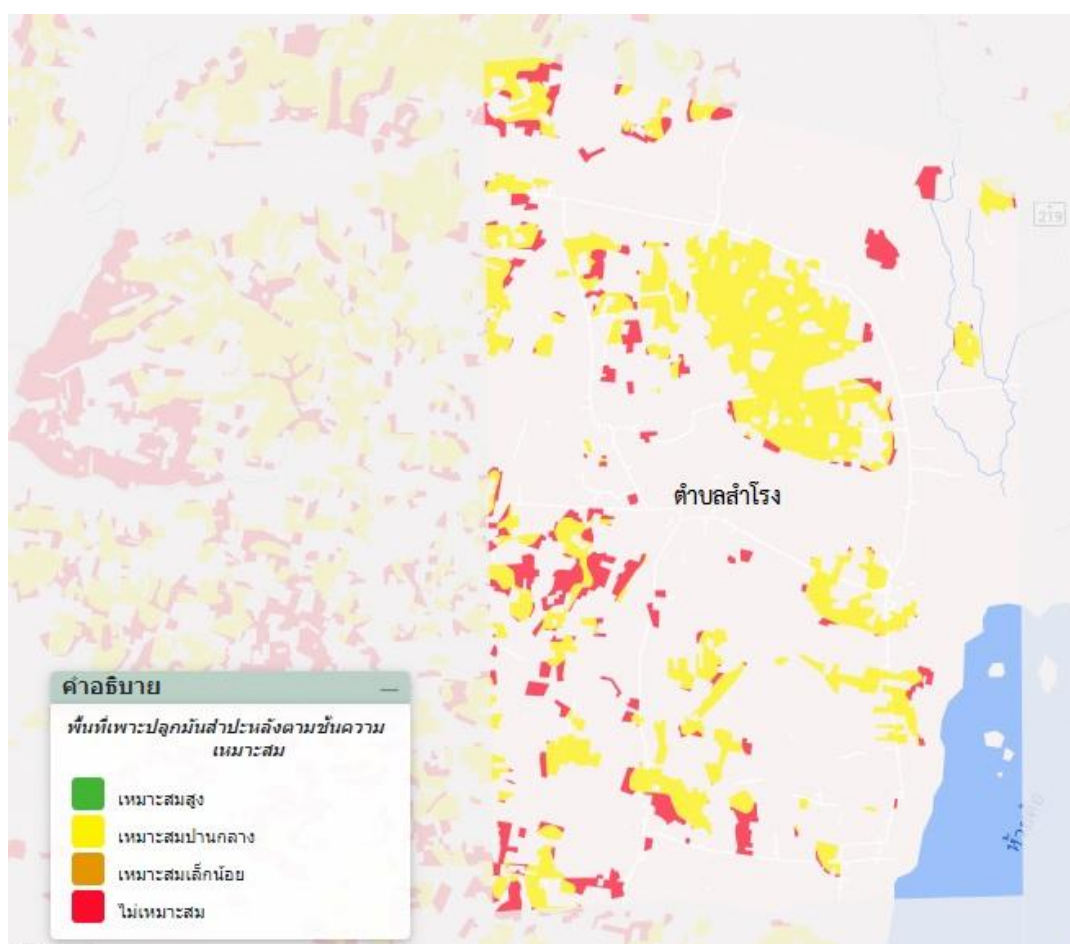 219
ตำบลสำโรง
คำอธิบาย
พื้นที่เพาะปลูกมันสำปะหลังตามชั้นความ
เหมาะสม
เหมาะสมสูง
เหมาะสมปานกลาง
เหมาะสมเล็กน้อย
ไม่เหมาะสม